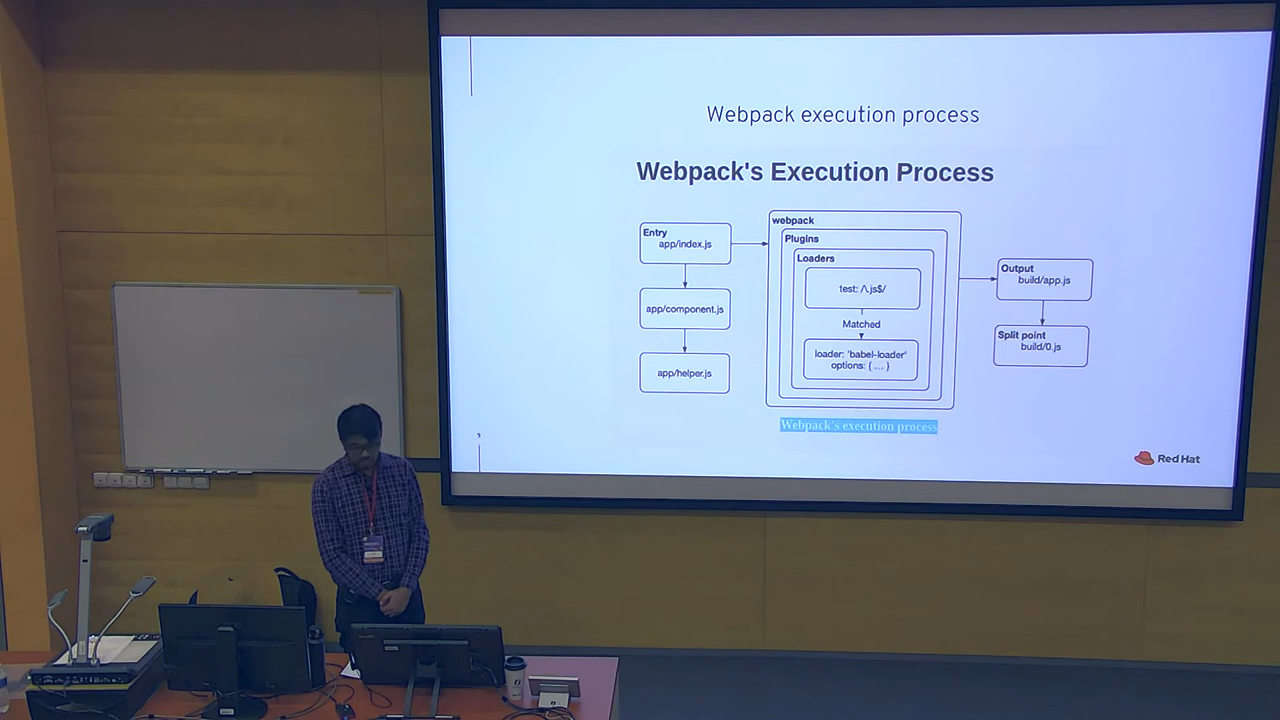 Webpack execution process
Webpack's Execution Process
Entry
app/index.js
app/component.js
app/helper.js
webpack
Plugins
Loaders
test: /\.js$/
Matched
loader: 'babel-loader'
options: { ... }
Output
build/app.js
Split point
build/0.js
Webpack's execution process
9
Red Hat